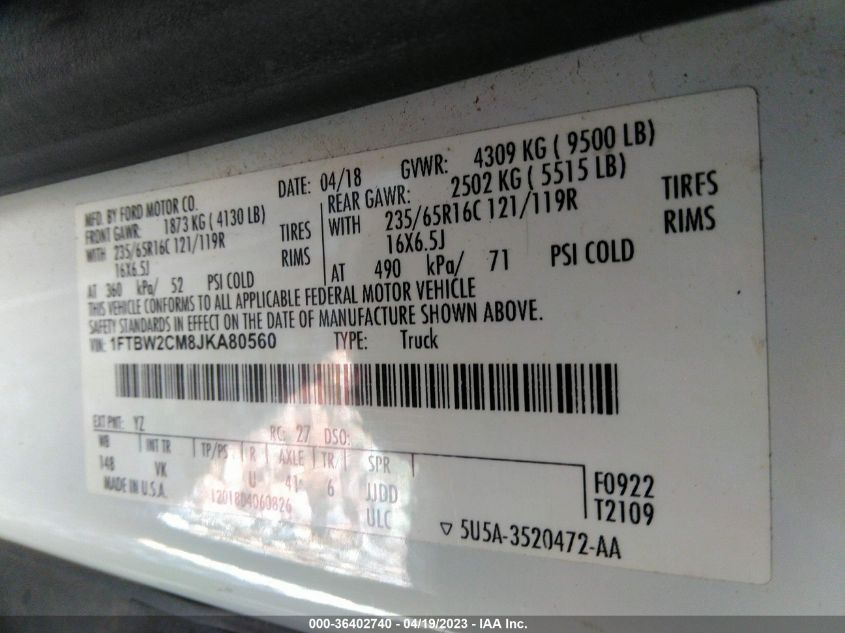 MFD. BY FORD MOTOR CO. DATE: 04/18 GVWR: 4309 KG ( 9500 LB)
FRONT GAWR: 1873 KG ( 4130 LB) REAR GAWR: 2502 KG ( 5515 LB)
WITH 235/65R16C 121/119R TIRES WITH 235/65R16C 121/119R TIRES
16X6.5J RIMS 16X6.5J RIMS
AT 360 kPa/ 52 PSI COLD AT 490 kPa/ 71 PSI COLD
THIS VEHICLE CONFORMS TO ALL APPLICABLE FEDERAL MOTOR VEHICLE
SAFETY STANDARDS IN EFFECT ON THE DATE OF MANUFACTURE SHOWN ABOVE.
VIN: 1FTBW2CM8JKA80560 TYPE: Truck
EXT PNT: YZ RC: 27 DSO:
WB INT TR TP/PS R AXLE TR/ SPR
148 VK U 41 6 JJDD F0922
MADE IN U.S.A. 1201804060826 ULC T2109
5U5A-3520472-AA
000-36402740 - 04/19/2023 - IAA Inc.